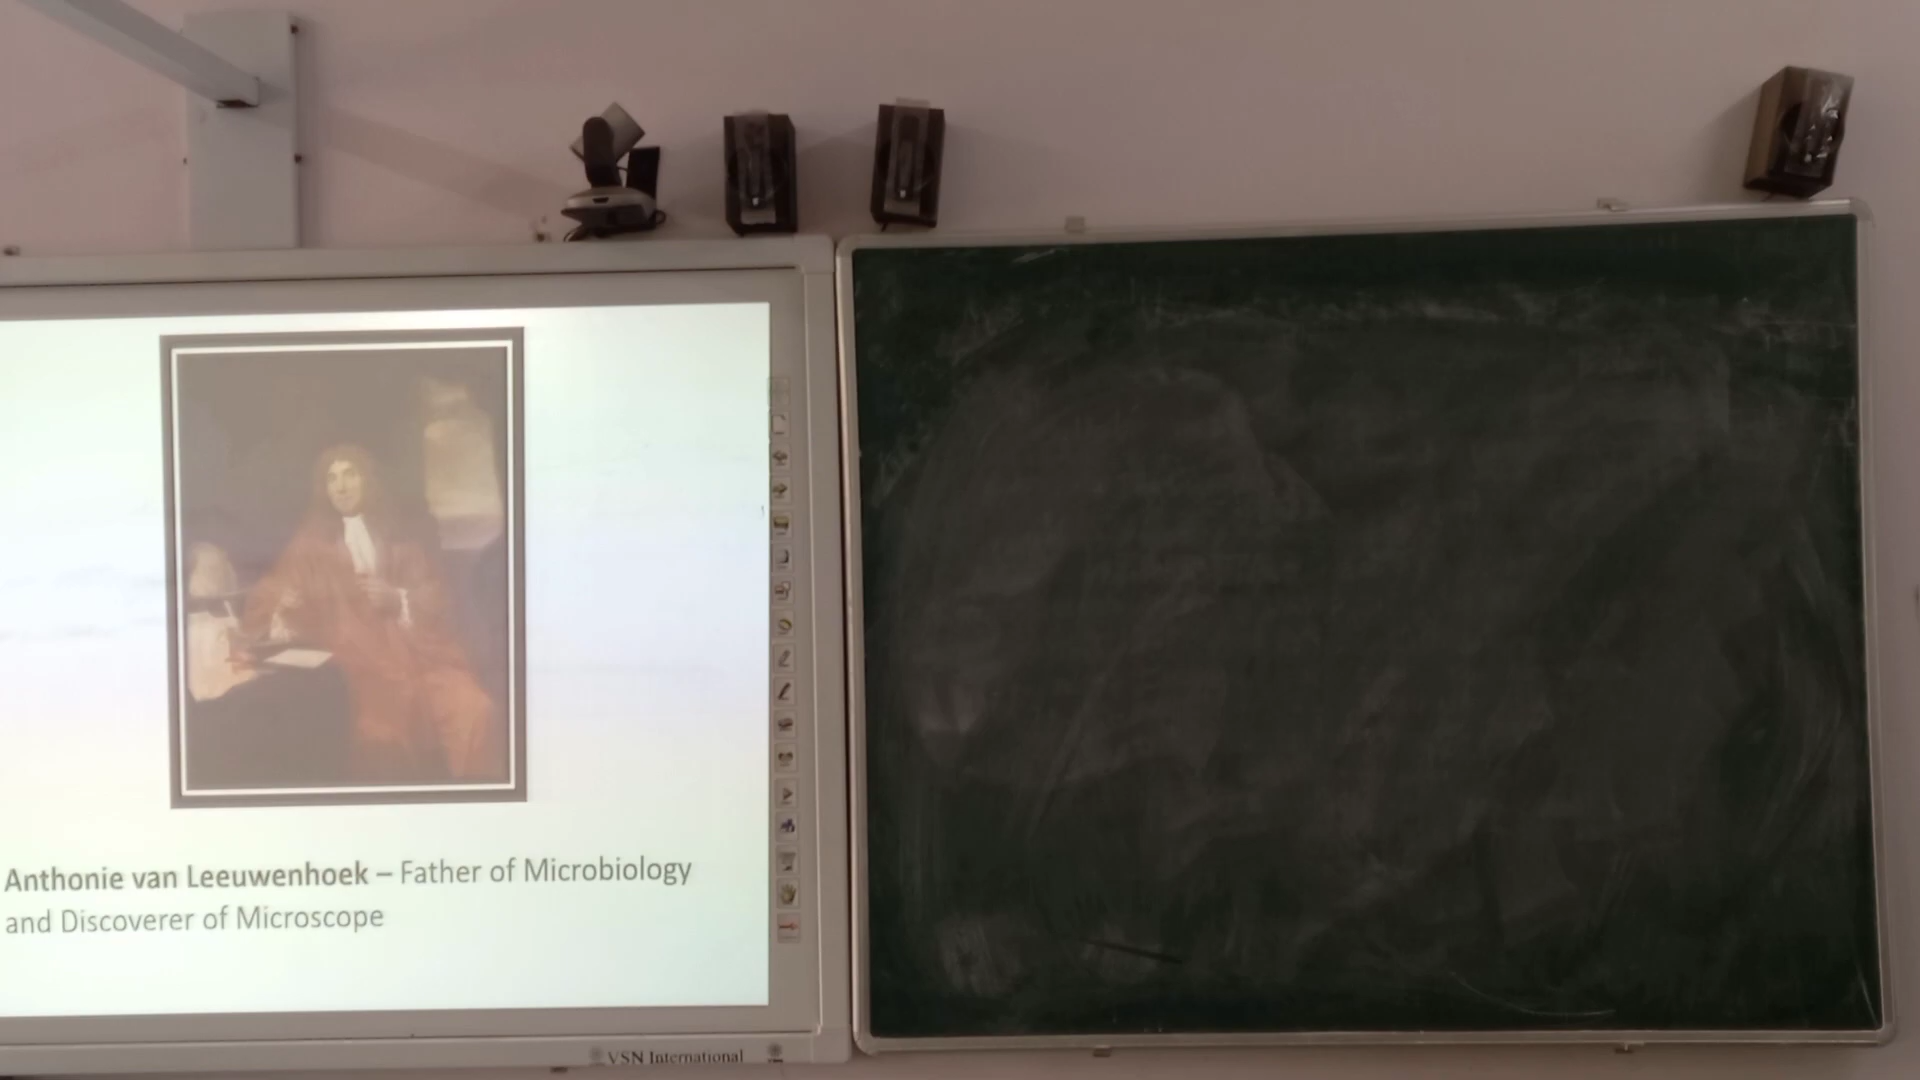 Anthonie van Leeuwenhoek – Father of Microbiology
and Discoverer of Microscope
VSN International